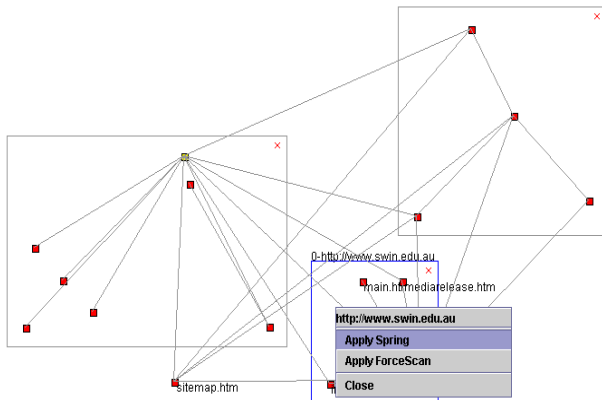 0-http://www.swin.edu.au
main.htmediarelease.htm
http://www.swin.edu.au
Apply Spring
Apply ForceScan
Close
sitemap.htm